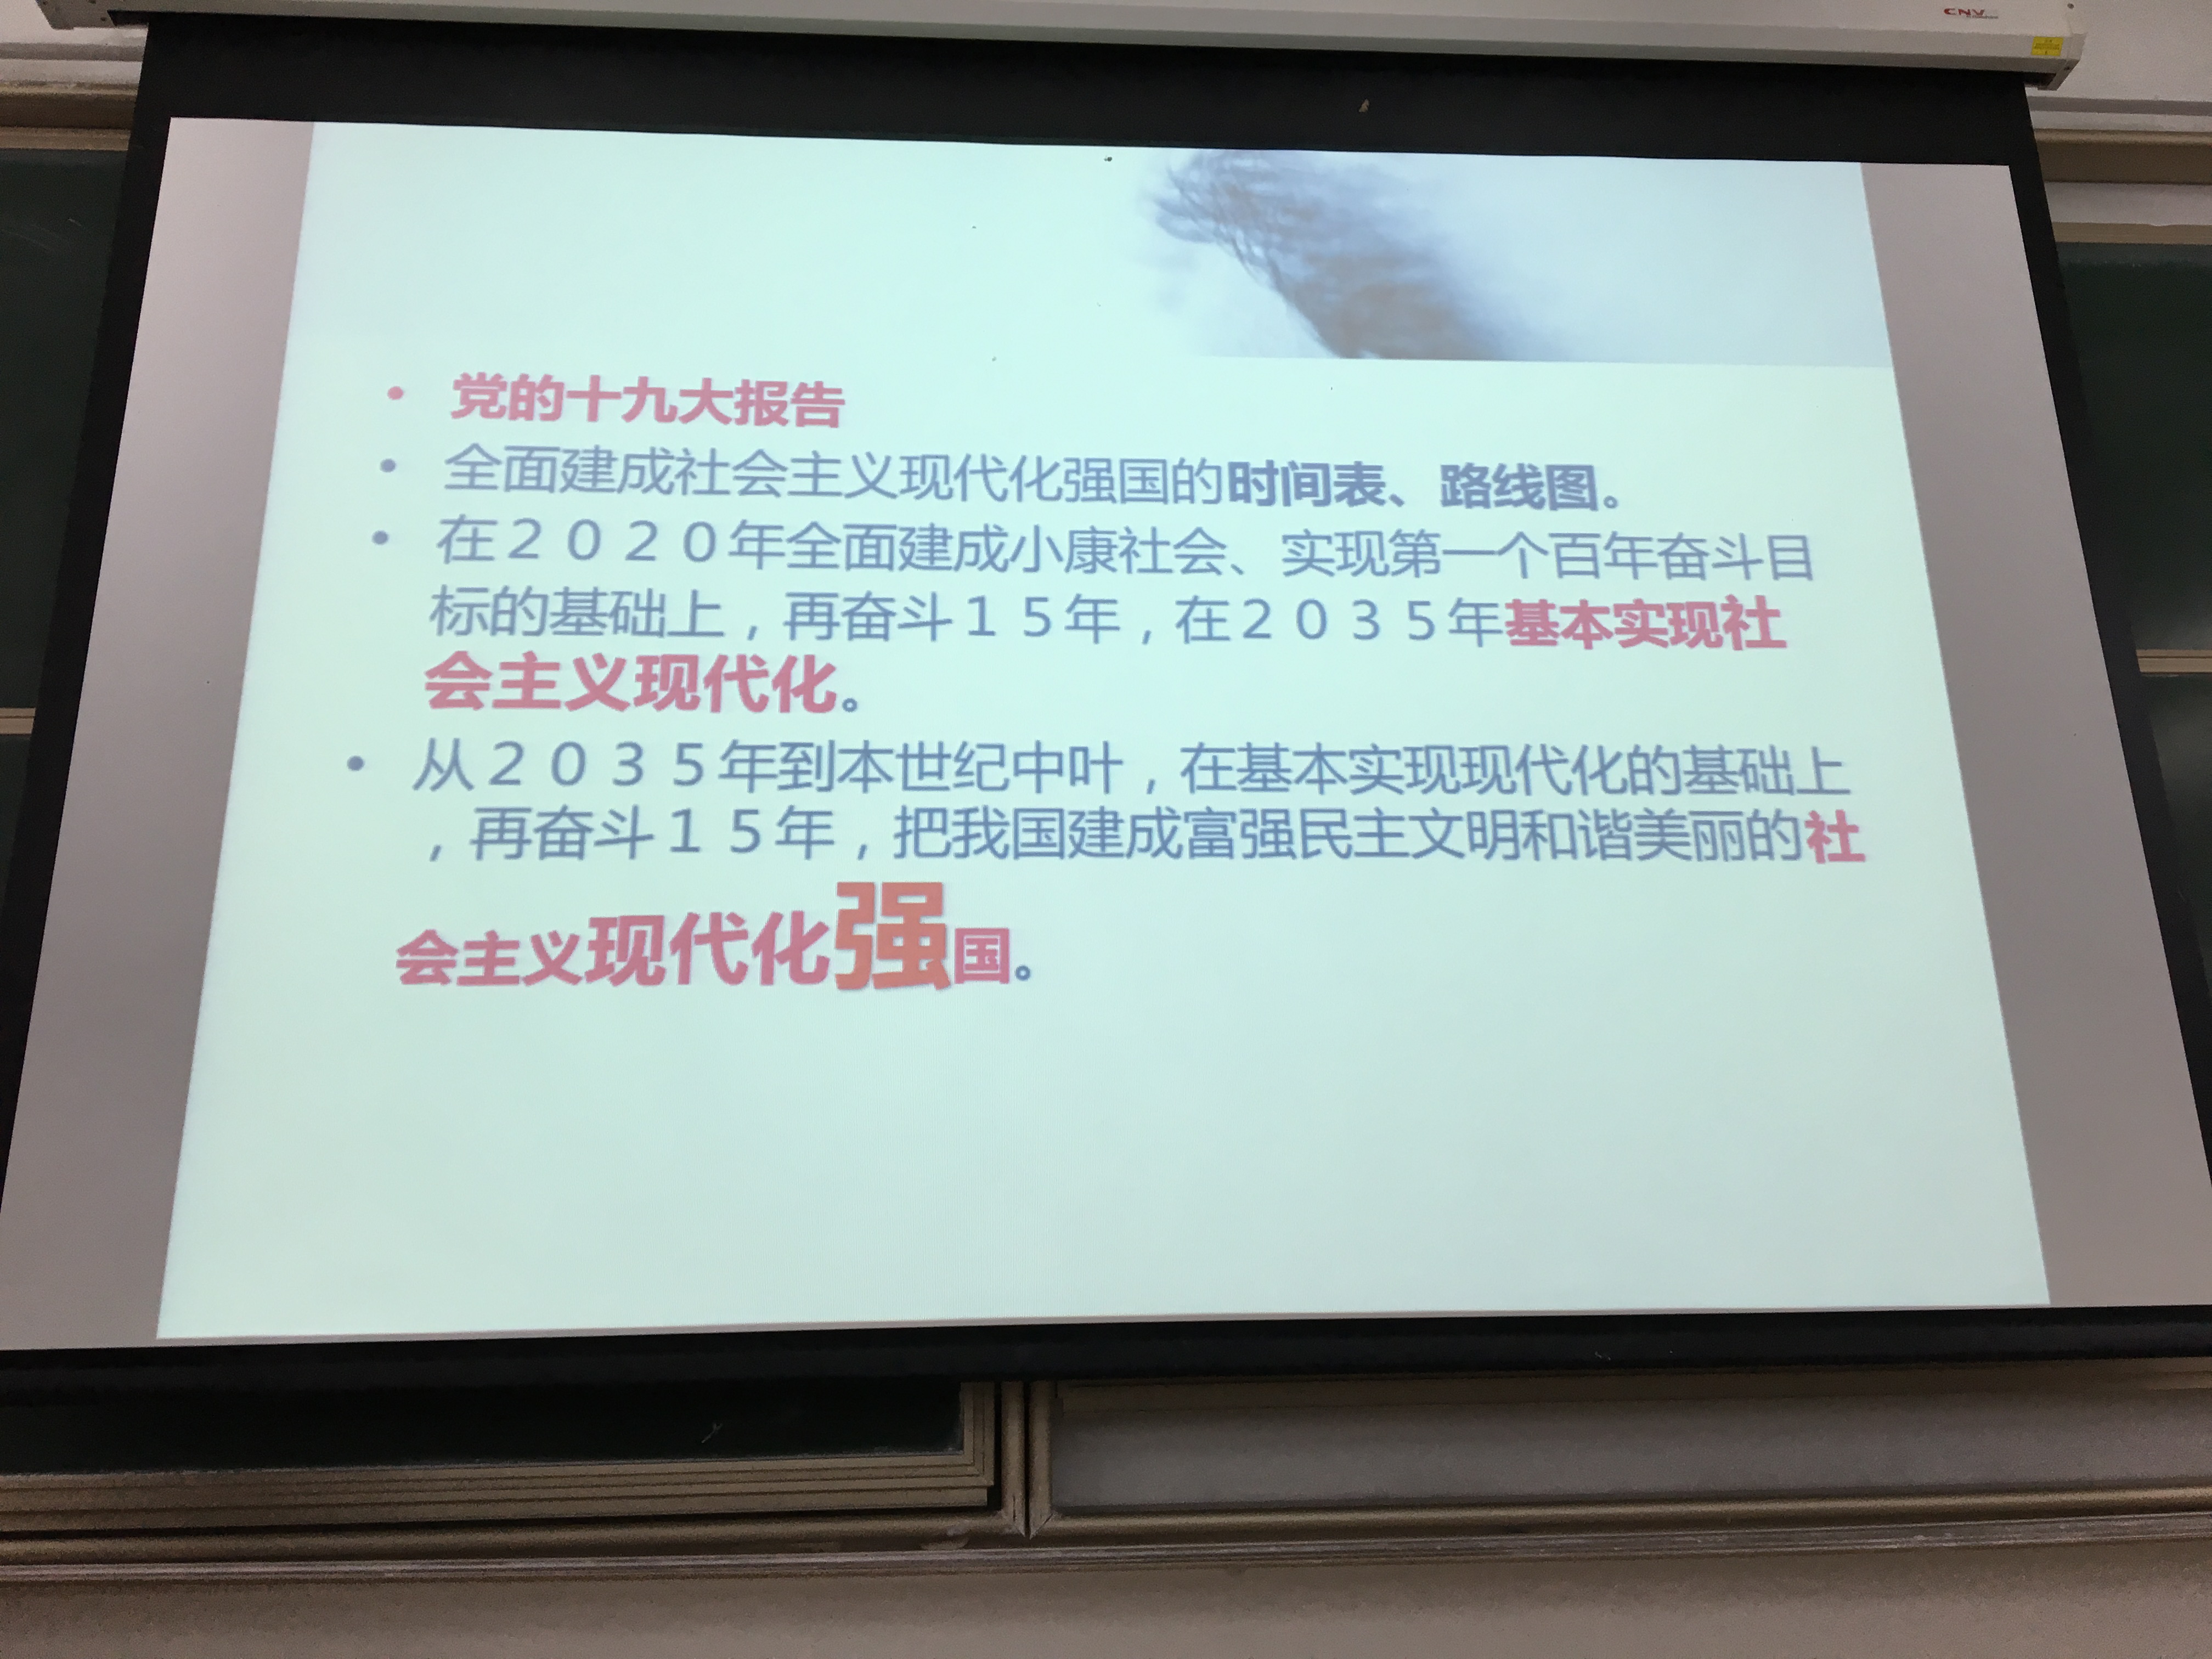 CNV
党的十九大报告
全面建成社会主义现代化强国的时间表、路线图。
在２０２０年全面建成小康社会、实现第一个百年奋斗目
标的基础上，再奋斗１５年，在２０３５年基本实现社
会主义现代化。
从２０３５年到本世纪中叶，在基本实现现代化的基础上
，再奋斗１５年，把我国建成富强民主文明和谐美丽的社
会主义现代化强国。